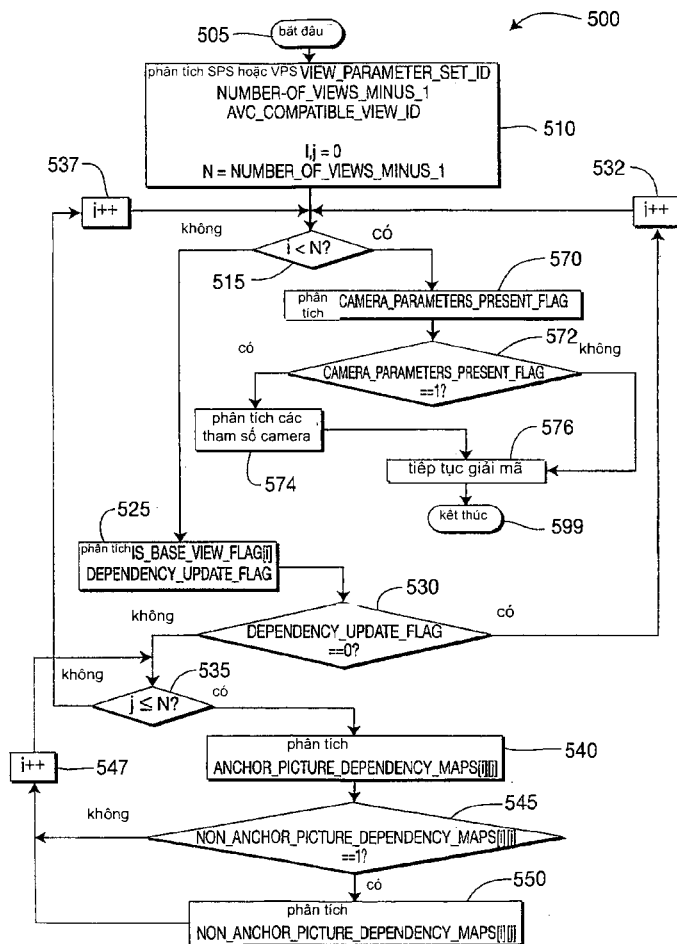 500
505
bắt đầu
phân tích SPS hoặc VPS VIEW_PARAMETER_SET_ID
NUMBER-OF_VIEWS_MINUS_1
AVC_COMPATIBLE_VIEW_ID
I,j = 0
N = NUMBER_OF_VIEWS_MINUS_1
510
537
i++
532
i++
không
có
i < N?
515
570
phân tích CAMERA_PARAMETERS_PRESENT_FLAG
572
có
không
CAMERA_PARAMETERS_PRESENT_FLAG
==1?
phân tích các
tham số camera
574
576
tiếp tục giải mã
kết thúc
599
525
phân tích IS_BASE_VIEW_FLAG[i]
DEPENDENCY_UPDATE_FLAG
530
không
có
DEPENDENCY_UPDATE_FLAG
==0?
không
535
j ≤ N?
có
phân tích
ANCHOR_PICTURE_DEPENDENCY_MAPS[i][j]
540
i++
547
545
không
NON_ANCHOR_PICTURE_DEPENDENCY_MAPS[i][j]
==1?
có
550
phân tích
NON_ANCHOR_PICTURE_DEPENDENCY_MAPS[i][j]